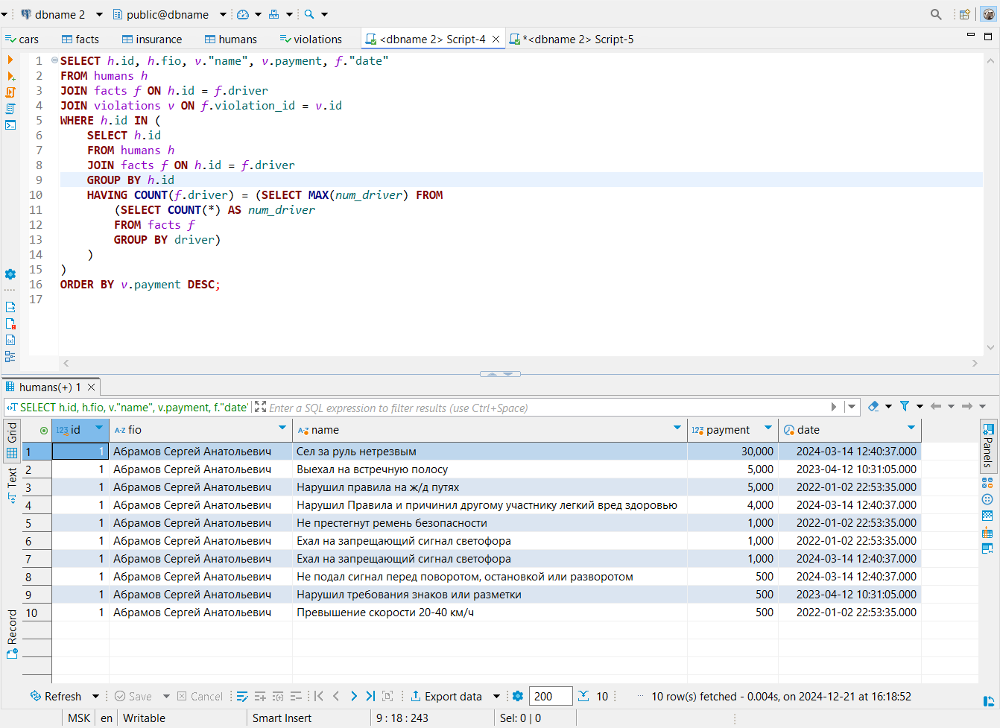 dbname 2 public@dbname
cars facts insurance humans violations <dbname 2> Script-4 *<dbname 2> Script-5
1 SELECT h.id, h.fio, v."name", v.payment, f."date"
2 FROM humans h
3 JOIN facts f ON h.id = f.driver
4 JOIN violations v ON f.violation_id = v.id
5 WHERE h.id IN (
6 SELECT h.id
7 FROM humans h
8 JOIN facts f ON h.id = f.driver
9 GROUP BY h.id
10 HAVING COUNT(f.driver) = (SELECT MAX(num_driver) FROM
11 (SELECT COUNT(*) AS num_driver
12 FROM facts f
13 GROUP BY driver)
14 )
15 )
16 ORDER BY v.payment DESC;
17
humans(+) 1
SELECT h.id, h.fio, v."name", v.payment, f."date" Enter a SQL expression to filter results (use Ctrl+Space)
Grid
Text
Record
Panels
123 id A-Z fio A-Z name 123 payment date
1 1 Абрамов Сергей Анатольевич Сел за руль нетрезвым 30,000 2024-03-14 12:40:37.000
2 1 Абрамов Сергей Анатольевич Выехал на встречную полосу 5,000 2023-04-12 10:31:05.000
3 1 Абрамов Сергей Анатольевич Нарушил правила на ж/д путях 5,000 2022-01-02 22:53:35.000
4 1 Абрамов Сергей Анатольевич Нарушил Правила и причинил другому участнику легкий вред здоровью 4,000 2024-03-14 12:40:37.000
5 1 Абрамов Сергей Анатольевич Не престегнут ремень безопасности 1,000 2022-01-02 22:53:35.000
6 1 Абрамов Сергей Анатольевич Ехал на запрещающий сигнал светофора 1,000 2022-01-02 22:53:35.000
7 1 Абрамов Сергей Анатольевич Ехал на запрещающий сигнал светофора 1,000 2024-03-14 12:40:37.000
8 1 Абрамов Сергей Анатольевич Не подал сигнал перед поворотом, остановкой или разворотом 500 2024-03-14 12:40:37.000
9 1 Абрамов Сергей Анатольевич Нарушил требования знаков или разметки 500 2023-04-12 10:31:05.000
10 1 Абрамов Сергей Анатольевич Превышение скорости 20-40 км/ч 500 2022-01-02 22:53:35.000
Refresh Save Cancel Export data 200 10 10 row(s) fetched - 0.004s, on 2024-12-21 at 16:18:52
MSK en Writable Smart Insert 9 : 18 : 243 Sel: 0 | 0